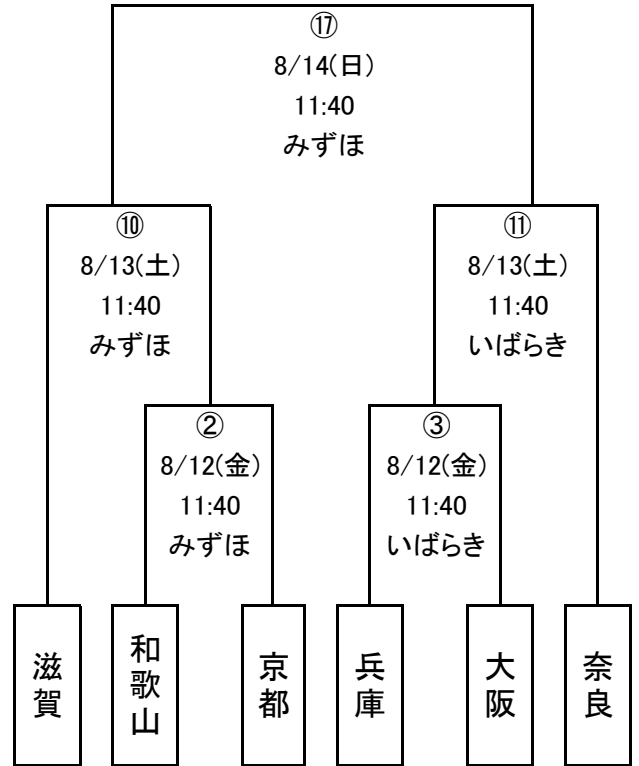 ⑰
8/14(日)
11:40
みずほ
⑩
8/13(土)
11:40
みずほ
⑪
8/13(土)
11:40
いばらき
②
8/12(金)
11:40
みずほ
③
8/12(金)
11:40
いばらき
滋賀
和歌山
京都
兵庫
大阪
奈良